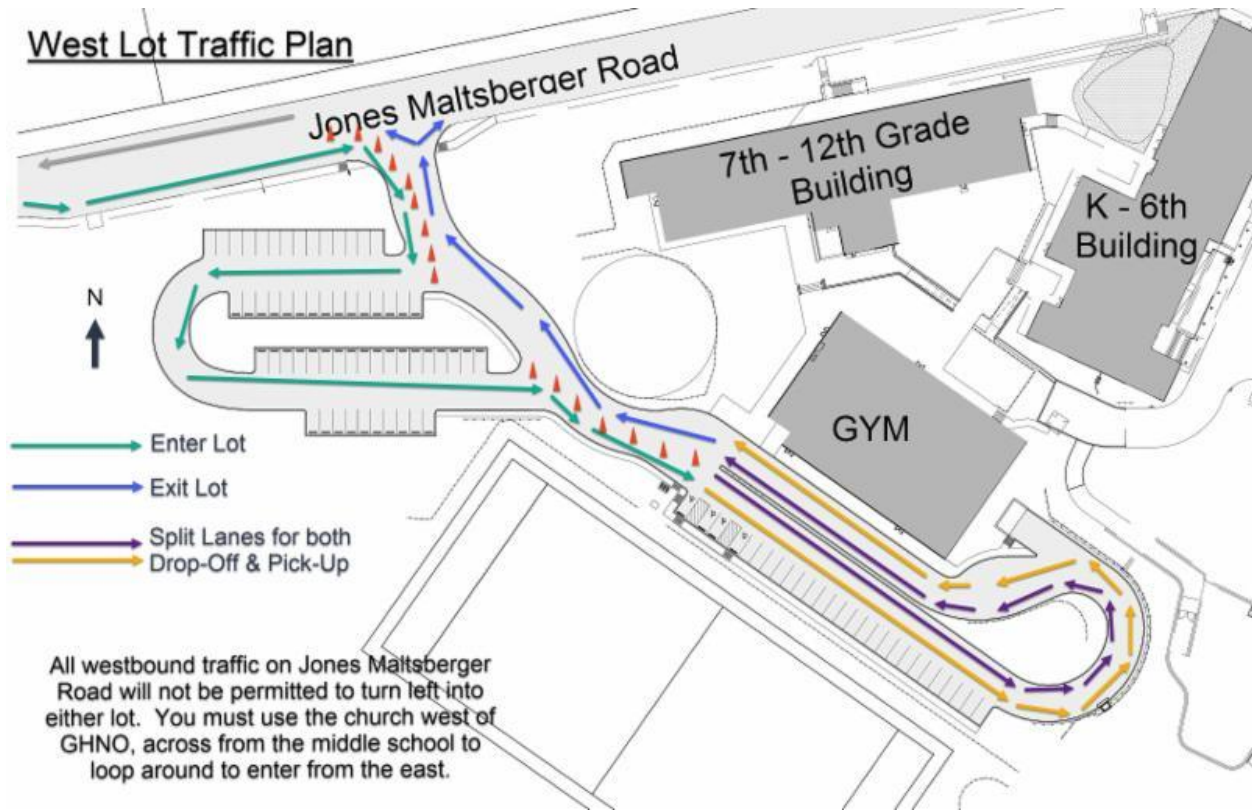 West Lot Traffic Plan
Jones Maltsberger Road
7th - 12th Grade
Building
K - 6th
Building
N
GYM
Enter Lot
Exit Lot
Split Lanes for both
Drop-Off & Pick-Up
All westbound traffic on Jones Maltsberger
Road will not be permitted to turn left into
either lot. You must use the church west of
GHNO, across from the middle school to
loop around to enter from the east.